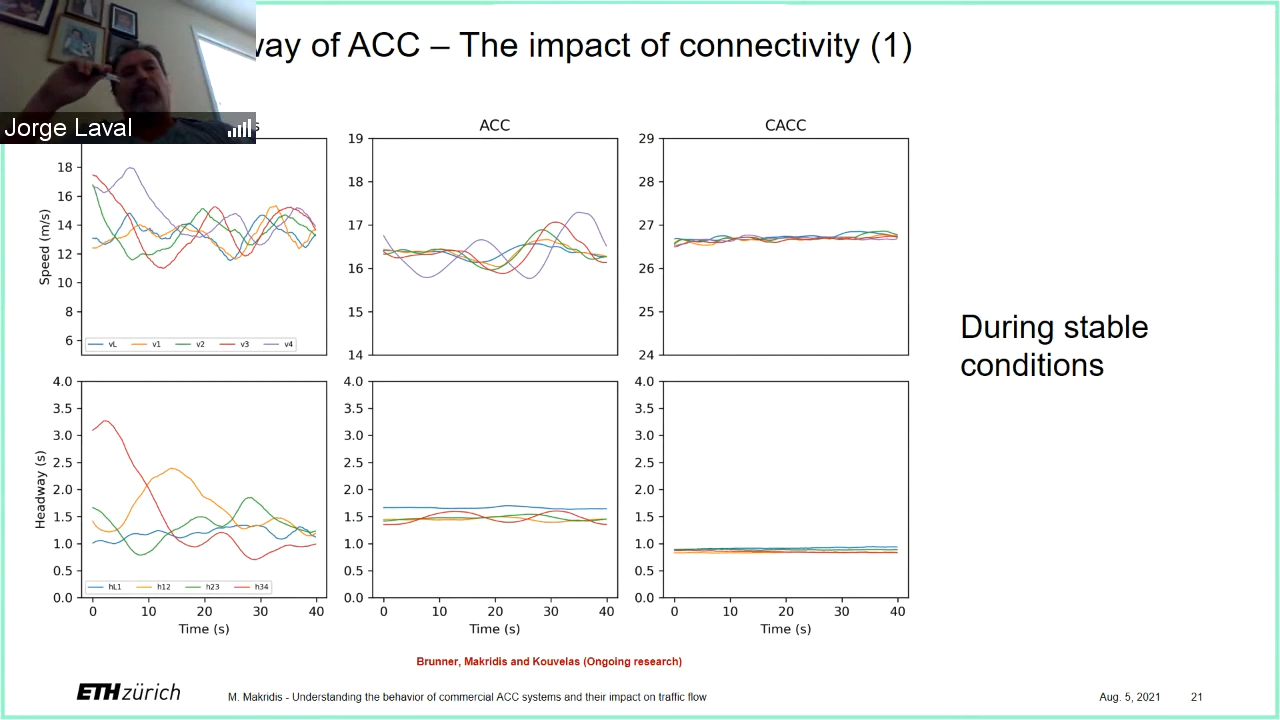 way of ACC – The impact of connectivity (1)
Jorge Laval
s
ACC
CACC
18
16
14
12
10
8
6
Speed (m/s)
vL v1 v2 v3 v4
19
18
17
16
15
14
29
28
27
26
25
24
During stable
conditions
4.0
3.5
3.0
2.5
2.0
1.5
1.0
0.5
0.0
Headway (s)
hL1 h12 h23 h34
0 10 20 30 40
Time (s)
4.0
3.5
3.0
2.5
2.0
1.5
1.0
0.5
0.0
0 10 20 30 40
Time (s)
4.0
3.5
3.0
2.5
2.0
1.5
1.0
0.5
0.0
0 10 20 30 40
Time (s)
Brunner, Makridis and Kouvelas (Ongoing research)
ETH zürich
M. Makridis - Understanding the behavior of commercial ACC systems and their impact on traffic flow
Aug. 5, 2021
21